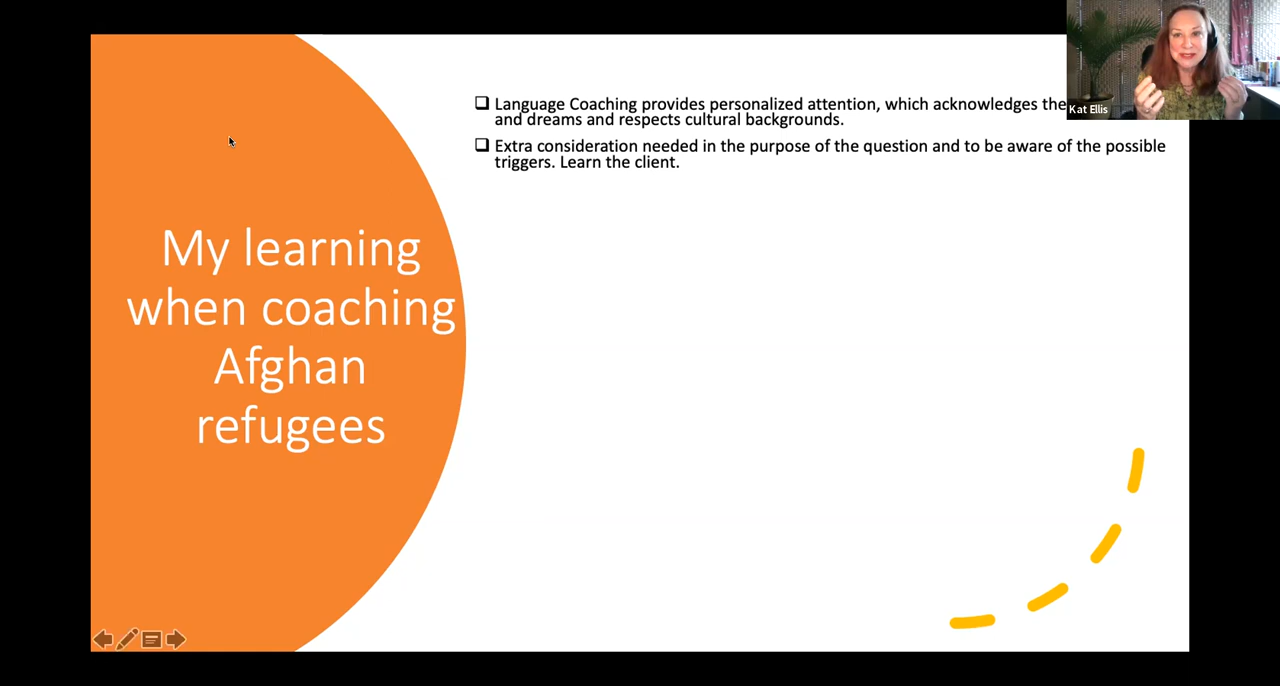 My learning
when coaching
Afghan
refugees
Language Coaching provides personalized attention, which acknowledges the
and dreams and respects cultural backgrounds.
Extra consideration needed in the purpose of the question and to be aware of the possible
triggers. Learn the client.
Kat Ellis